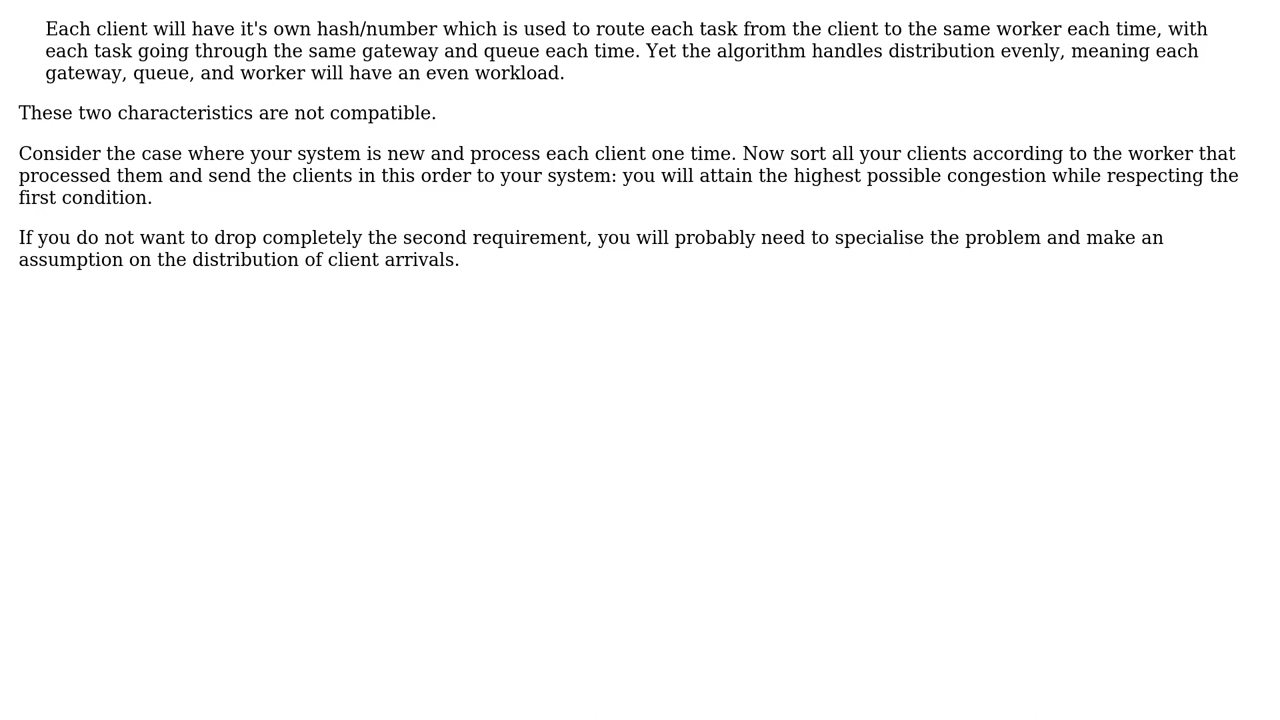 Each client will have it's own hash/number which is used to route each task from the client to the same worker each time, with
each task going through the same gateway and queue each time. Yet the algorithm handles distribution evenly, meaning each
gateway, queue, and worker will have an even workload.
These two characteristics are not compatible.
Consider the case where your system is new and process each client one time. Now sort all your clients according to the worker that
processed them and send the clients in this order to your system: you will attain the highest possible congestion while respecting the
first condition.
If you do not want to drop completely the second requirement, you will probably need to specialise the problem and make an
assumption on the distribution of client arrivals.